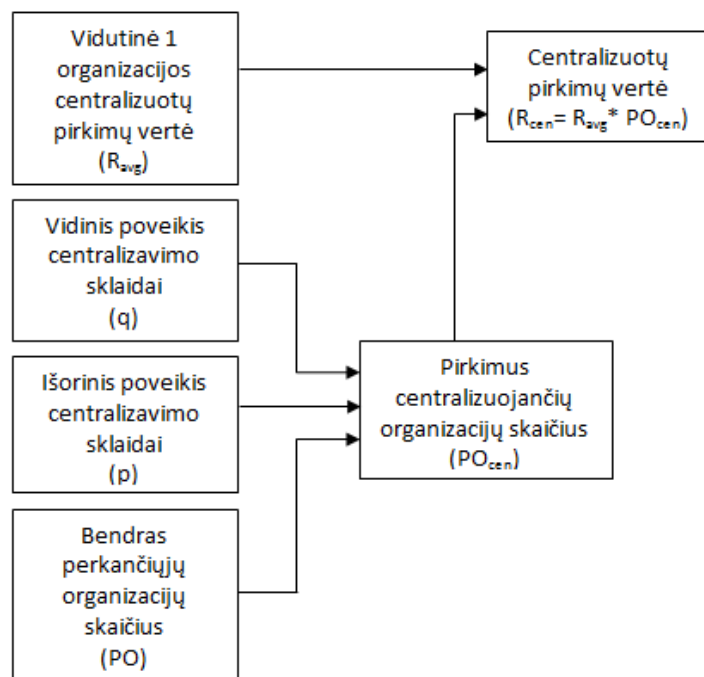 Vidutinė 1
organizacijos
centralizuotų
pirkimų vertė
(Ravg)
Centralizuotų
pirkimų vertė
(Rcen= Ravg* POcen)
Vidinis poveikis
centralizavimo
sklaidai
(q)
Išorinis poveikis
centralizavimo
sklaidai
(p)
Pirkimus
centralizuojančių
organizacijų skaičius
(POcen)
Bendras
perkančiųjų
organizacijų
skaičius
(PO)